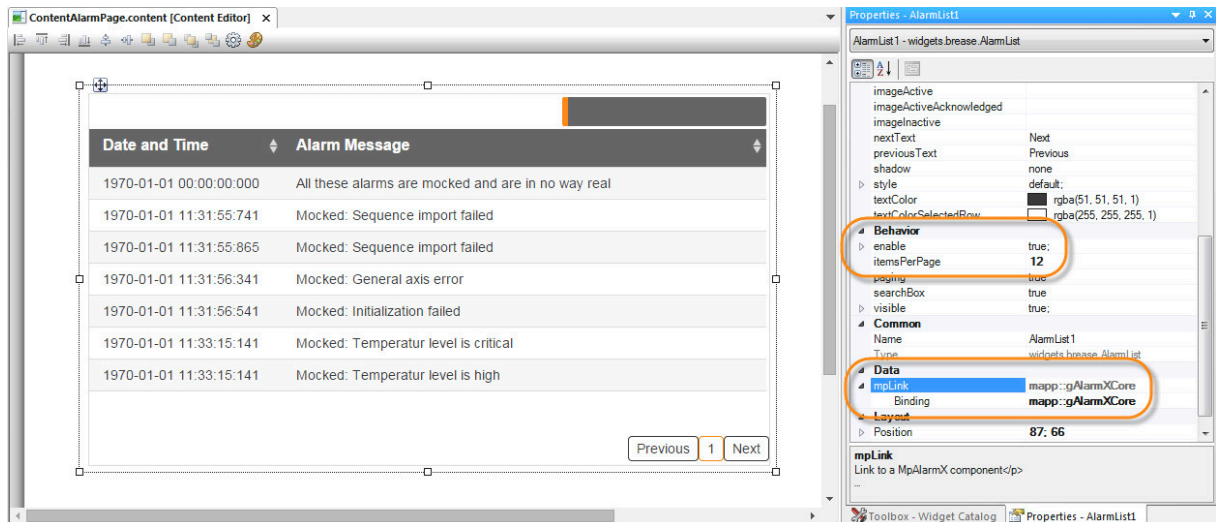 ContentAlarmPage.content [Content Editor] X
Date and Time Alarm Message
1970-01-01 00:00:00:000 All these alarms are mocked and are in no way real
1970-01-01 11:31:55:741 Mocked: Sequence import failed
1970-01-01 11:31:55:865 Mocked: Sequence import failed
1970-01-01 11:31:56:341 Mocked: General axis error
1970-01-01 11:31:56:541 Mocked: Initialization failed
1970-01-01 11:33:15:141 Mocked: Temperatur level is critical
1970-01-01 11:33:15:141 Mocked: Temperatur level is high
Previous 1 Next
Properties - AlarmList1
AlarmList1 - widgets.brease.AlarmList
imageActive
imageActiveAcknowledged
imageInactive
nextText Next
previousText Previous
shadow none
style default;
textColor rgba(51, 51, 51, 1)
textColorSelectedRow rgba(255, 255, 255, 1)
Behavior
enable true;
itemsPerPage 12
paging true
searchBox true
visible true;
Common
Name AlarmList1
Type widgets.brease.AlarmList
Data
mpLink mapp::gAlarmXCore
Binding mapp::gAlarmXCore
Layout
Position 87; 66
mpLink
Link to a MpAlarmX component</p>
...
Toolbox - Widget Catalog Properties - AlarmList1